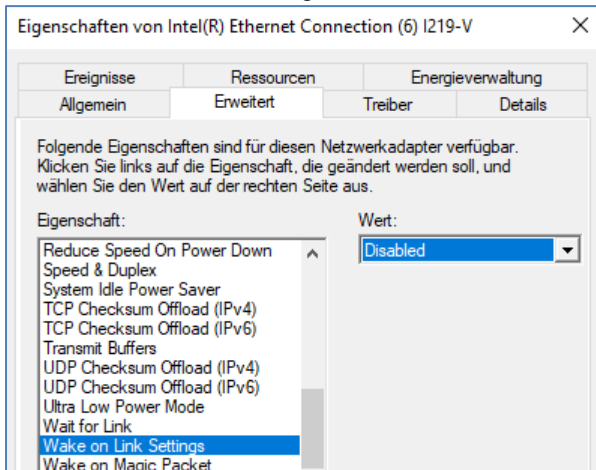 Eigenschaften von Intel(R) Ethernet Connection (6) I219-V
Ereignisse Ressourcen Energieverwaltung
Allgemein Erweitert Treiber Details
Folgende Eigenschaften sind für diesen Netzwerkadapter verfügbar.
Klicken Sie links auf die Eigenschaft, die geändert werden soll, und
wählen Sie den Wert auf der rechten Seite aus.
Eigenschaft: Wert:
Disabled
Reduce Speed On Power Down
Speed & Duplex
System Idle Power Saver
TCP Checksum Offload (IPv4)
TCP Checksum Offload (IPv6)
Transmit Buffers
UDP Checksum Offload (IPv4)
UDP Checksum Offload (IPv6)
Ultra Low Power Mode
Wait for Link
Wake on Link Settings
Wake on Magic Packet